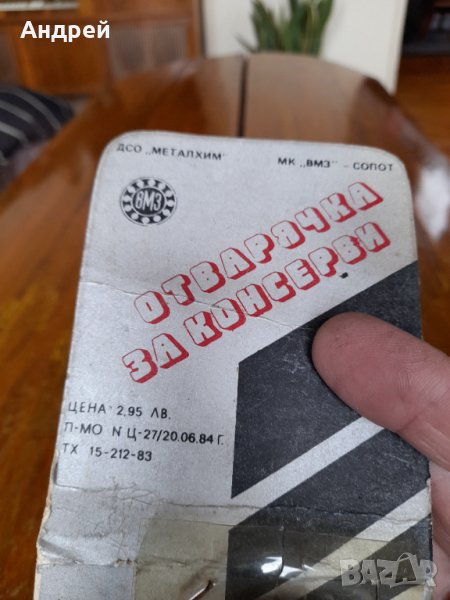 Андрей
ДСО „МЕТАЛХИМ"
МК „ВМЗ" - СОПОТ
ВМЗ
ОТВАРЯЧКА
ЗА КОНСЕРВИ
ЦЕНА 2,95 ЛВ.
П-МО N Ц-27/20.06.84 Г.
ТХ 15-212-83
BAZAR